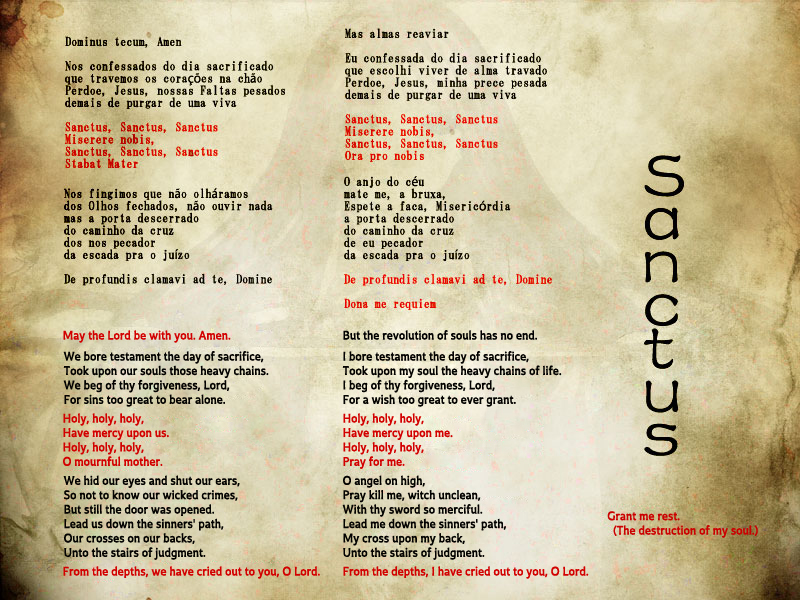 Dominus tecum, Amen
Nos confessados do dia sacrificado
que travemos os corações na chão
Perdoe, Jesus, nossas Faltas pesados
demais de purgar de uma viva
Sanctus, Sanctus, Sanctus
Miserere nobis,
Sanctus, Sanctus, Sanctus
Stabat Mater
Nos fingimos que não olháramos
dos Olhos fechados, não ouvir nada
mas a porta descerrado
do caminho da cruz
dos nos pecador
da escada pra o juízo
De profundis clamavi ad te, Domine
Mas almas reaviar
Eu confessada do dia sacrificado
que escolhi viver de alma travado
Perdoe, Jesus, minha prece pesada
demais de purgar de uma viva
Sanctus, Sanctus, Sanctus
Miserere nobis,
Sanctus, Sanctus, Sanctus
Ora pro nobis
O anjo do céu
mate me, a bruxa,
Espete a faca, Misericórdia
a porta descerrado
do caminho da cruz
de eu pecador
da escada pra o juízo
De profundis clamavi ad te, Domine
Dona me requiem
May the Lord be with you. Amen.
We bore testament the day of sacrifice,
Took upon our souls those heavy chains.
We beg of thy forgiveness, Lord,
For sins too great to bear alone.
Holy, holy, holy,
Have mercy upon us.
Holy, holy, holy,
O mournful mother.
We hid our eyes and shut our ears,
So not to know our wicked crimes,
But still the door was opened.
Lead us down the sinners' path,
Our crosses on our backs,
Unto the stairs of judgment.
From the depths, we have cried out to you, O Lord.
But the revolution of souls has no end.
I bore testament the day of sacrifice,
Took upon my soul the heavy chains of life.
I beg of thy forgiveness, Lord,
For a wish too great to ever grant.
Holy, holy, holy,
Have mercy upon me.
Holy, holy, holy,
Pray for me.
O angel on high,
Pray kill me, witch unclean,
With thy sword so merciful.
Lead me down the sinners' path,
My cross upon my back,
Unto the stairs of judgment.
From the depths, I have cried out to you, O Lord.
Sanctus
Grant me rest.
(The destruction of my soul.)